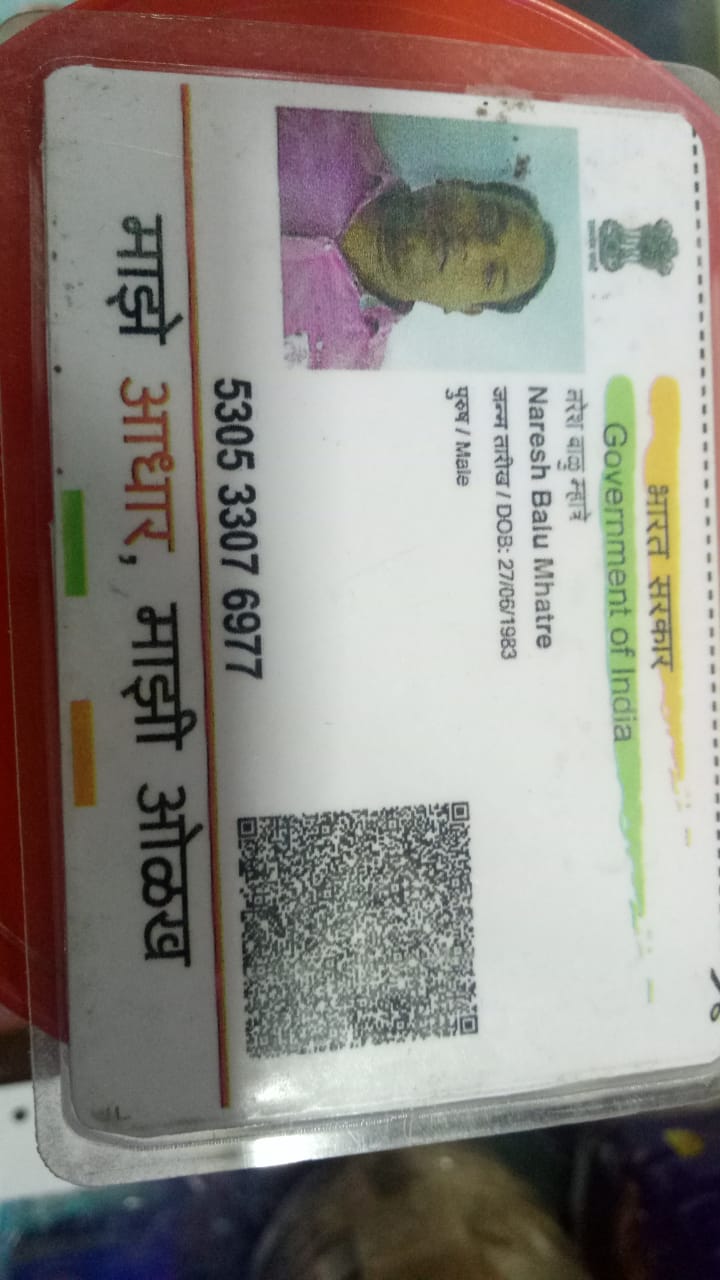 भारत सरकार
Government of India
नरेश बाळू म्हात्रे
Naresh Balu Mhatre
जन्म तारीख / DOB: 27/06/1983
पुरुष / Male
5305 3307 6977
माझे आधार, माझी ओळख